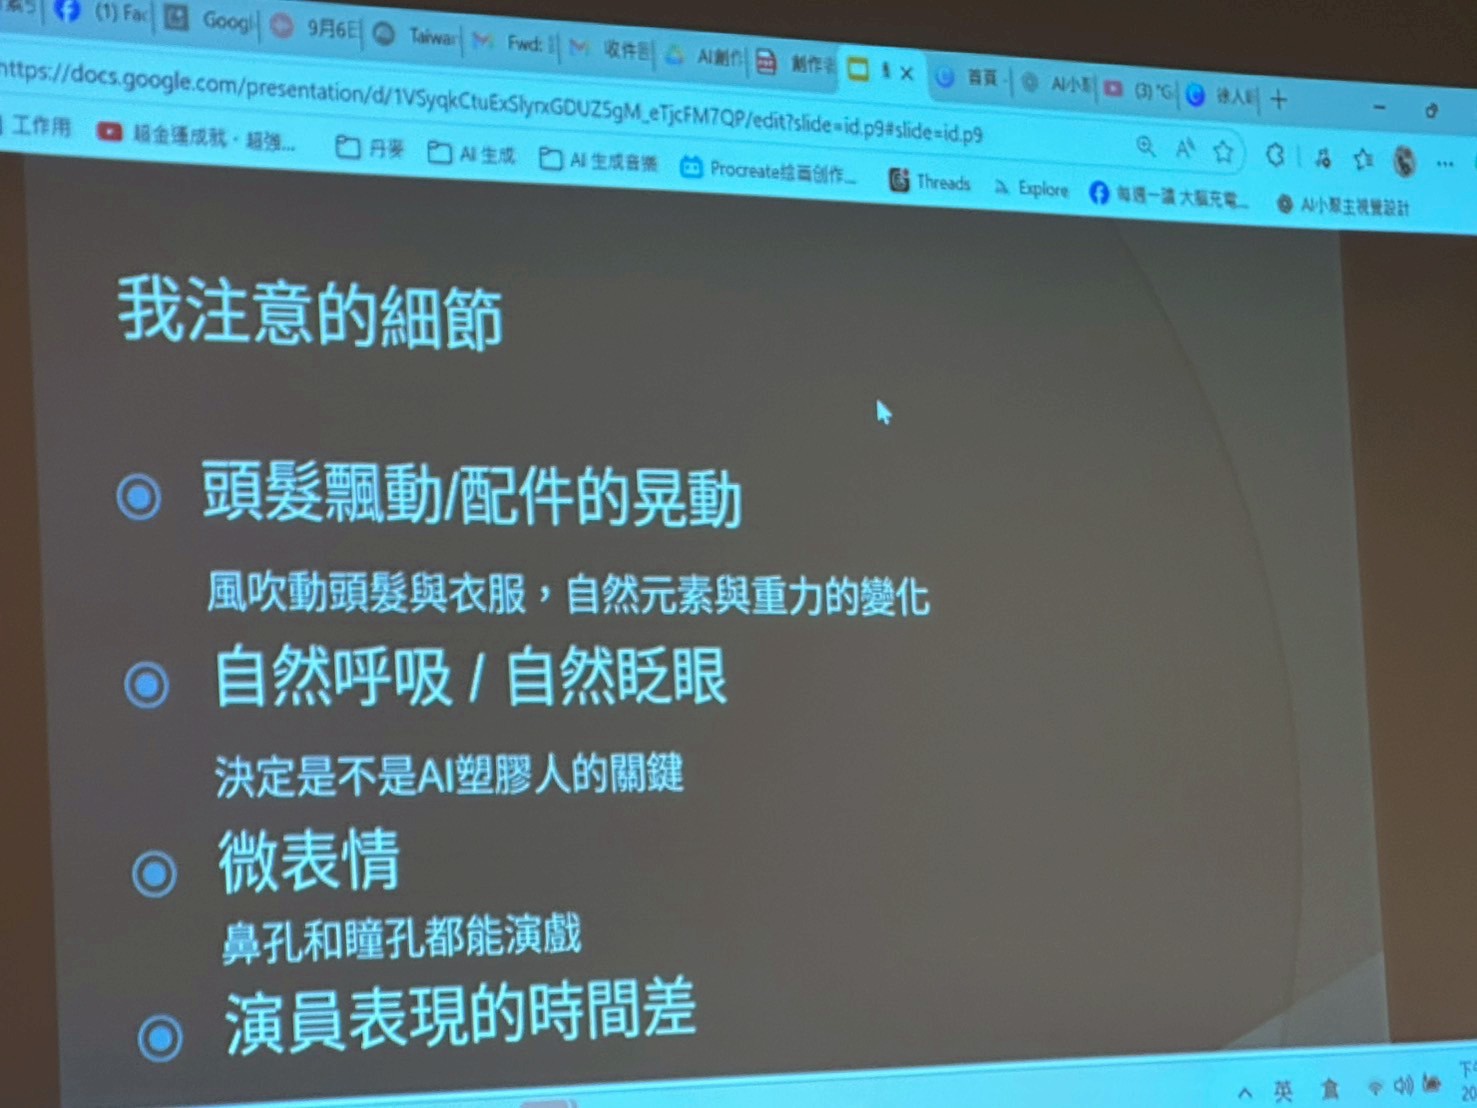 (1) Fac
Googl
9月6日
Taiwan
Fwd:
收件匣
AI創作
創作者
首頁 -
AI小聚
(3) "G
https://docs.google.com/presentation/d/1VSyqkCtuExSlyrxGDUZ5gM_eTjcFM7QP/edit?slide=id.p9#slide=id.p9
工作用
超金蓬成就・超強...
丹麥
AI 生成
AI 生成音樂
Procreate绘画创作...
Threads
Explore
每週一讀 大腦充電...
AI小聚主視覺設計
我注意的細節
頭髮飄動/配件的晃動
風吹動頭髮與衣服，自然元素與重力的變化
自然呼吸 / 自然眨眼
決定是不是AI塑膠人的關鍵
微表情
鼻孔和瞳孔都能演戲
演員表現的時間差
英
下午
20